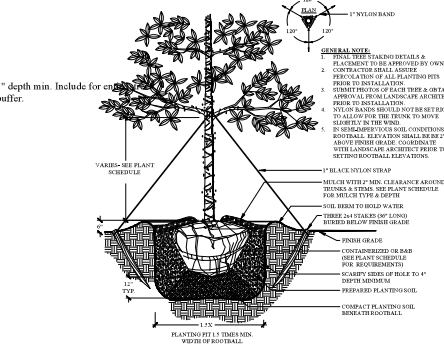 PLAN
1" NYLON BAND
120°
120°
GENERAL NOTE:
1. FINAL TREE STAKING DETAILS &
PLACEMENT TO BE APPROVED BY OWN
2. CONTRACTOR SHALL ASSURE
PERCOLATION OF ALL PLANTING PITS
PRIOR TO INSTALLATION.
3. SUBMIT PHOTOS OF EACH TREE & OBTA
APPROVAL FROM LANDSCAPE ARCHITE
PRIOR TO INSTALLATION.
4. NYLON BANDS SHOULD NOT BE SET RIG
TO ALLOW FOR THE TRUNK TO MOVE
SLIGHTLY IN THE WIND.
5. IN SEMI-IMPERVIOUS SOIL CONDITIONS
ROOTBALL ELEVATION SHALL BE BE 2"
ABOVE FINISH GRADE. COORDINATE
WITH LANDSCAPE ARCHITECT PRIOR TO
SETTING ROOTBALL ELEVATIONS.
" depth min. Include for en
uffer.
VARIES- SEE PLANT
SCHEDULE
1" BLACK NYLON STRAP
MULCH WITH 2" MIN. CLEARANCE AROUND
TRUNKS & STEMS. SEE PLANT SCHEDULE
FOR MULCH TYPE & DEPTH
SOIL BERM TO HOLD WATER
THREE 2x4 STAKES (36" LONG)
BURIED BELOW FINISH GRADE
6"
FINISH GRADE
CONTAINERIZED OR B&B
(SEE PLANT SCHEDULE
FOR REQUIREMENTS)
SCARIFY SIDES OF HOLE TO 4"
DEPTH MINIMUM
12"
TYP.
PREPARED PLANTING SOIL
COMPACT PLANTING SOIL
BENEATH ROOTBALL
1.5X
PLANTING PIT 1.5 TIMES MIN.
WIDTH OF ROOTBALL